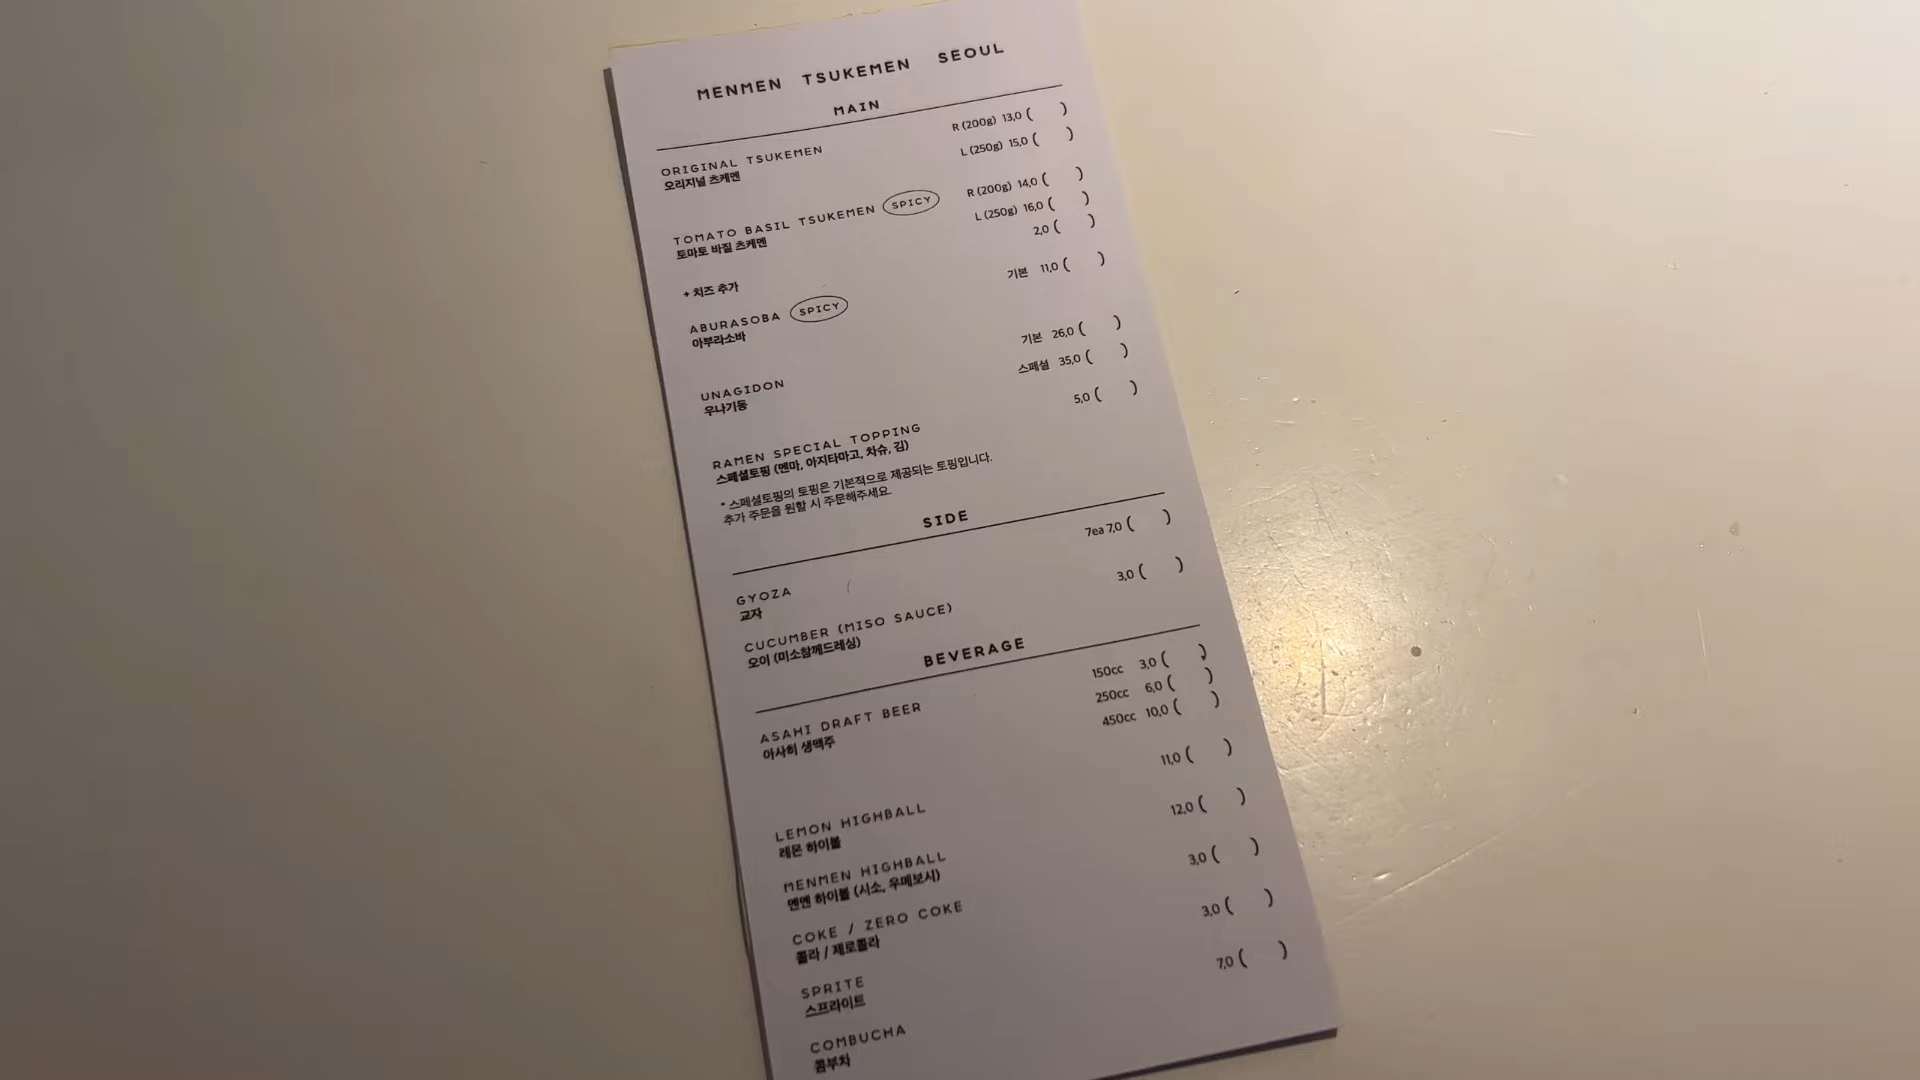 MENMEN TSUKEMEN SEOUL
MAIN
ORIGINAL TSUKEMEN R (200g) 13,0 ( )
오리지널 츠케멘 L (250g) 15,0 ( )
TOMATO BASIL TSUKEMEN SPICY R (200g) 14,0 ( )
토마토 바질 츠케멘 L (250g) 16,0 ( )
+ 치즈 추가 2,0 ( )
ABURASOBA SPICY 기본 11,0 ( )
아부라소바
UNAGIDON 기본 26,0 ( )
우나기동 스페셜 35,0 ( )
RAMEN SPECIAL TOPPING 5,0 ( )
스페셜토핑 (멘마, 아지타마고, 차슈, 김)
* 스페셜토핑의 토핑은 기본적으로 제공되는 토핑입니다.
추가 주문을 원할 시 주문해주세요.
SIDE
GYOZA 7ea 7,0 ( )
교자
CUCUMBER (MISO SAUCE) 3,0 ( )
오이 (미소참께드레싱)
BEVERAGE
ASAHI DRAFT BEER 150cc 3,0 ( )
아사히 생맥주 250cc 6,0 ( )
450cc 10,0 ( )
LEMON HIGHBALL 11,0 ( )
레몬 하이볼
MENMEN HIGHBALL 12,0 ( )
멘멘 하이볼 (시소, 우메보시)
COKE / ZERO COKE 3,0 ( )
콜라 / 제로콜라
SPRITE 3,0 ( )
스프라이트
COMBUCHA 7,0 ( )
콤부차